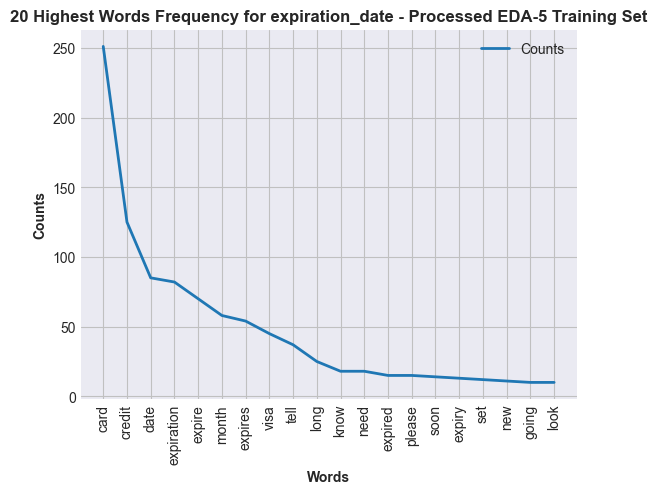 20 Highest Words Frequency for expiration_date - Processed EDA-5 Training Set
Counts
250
200
150
100
50
0
Counts
card
credit
date
expiration
expire
month
expires
visa
tell
long
know
need
expired
please
soon
expiry
set
new
going
look
Words